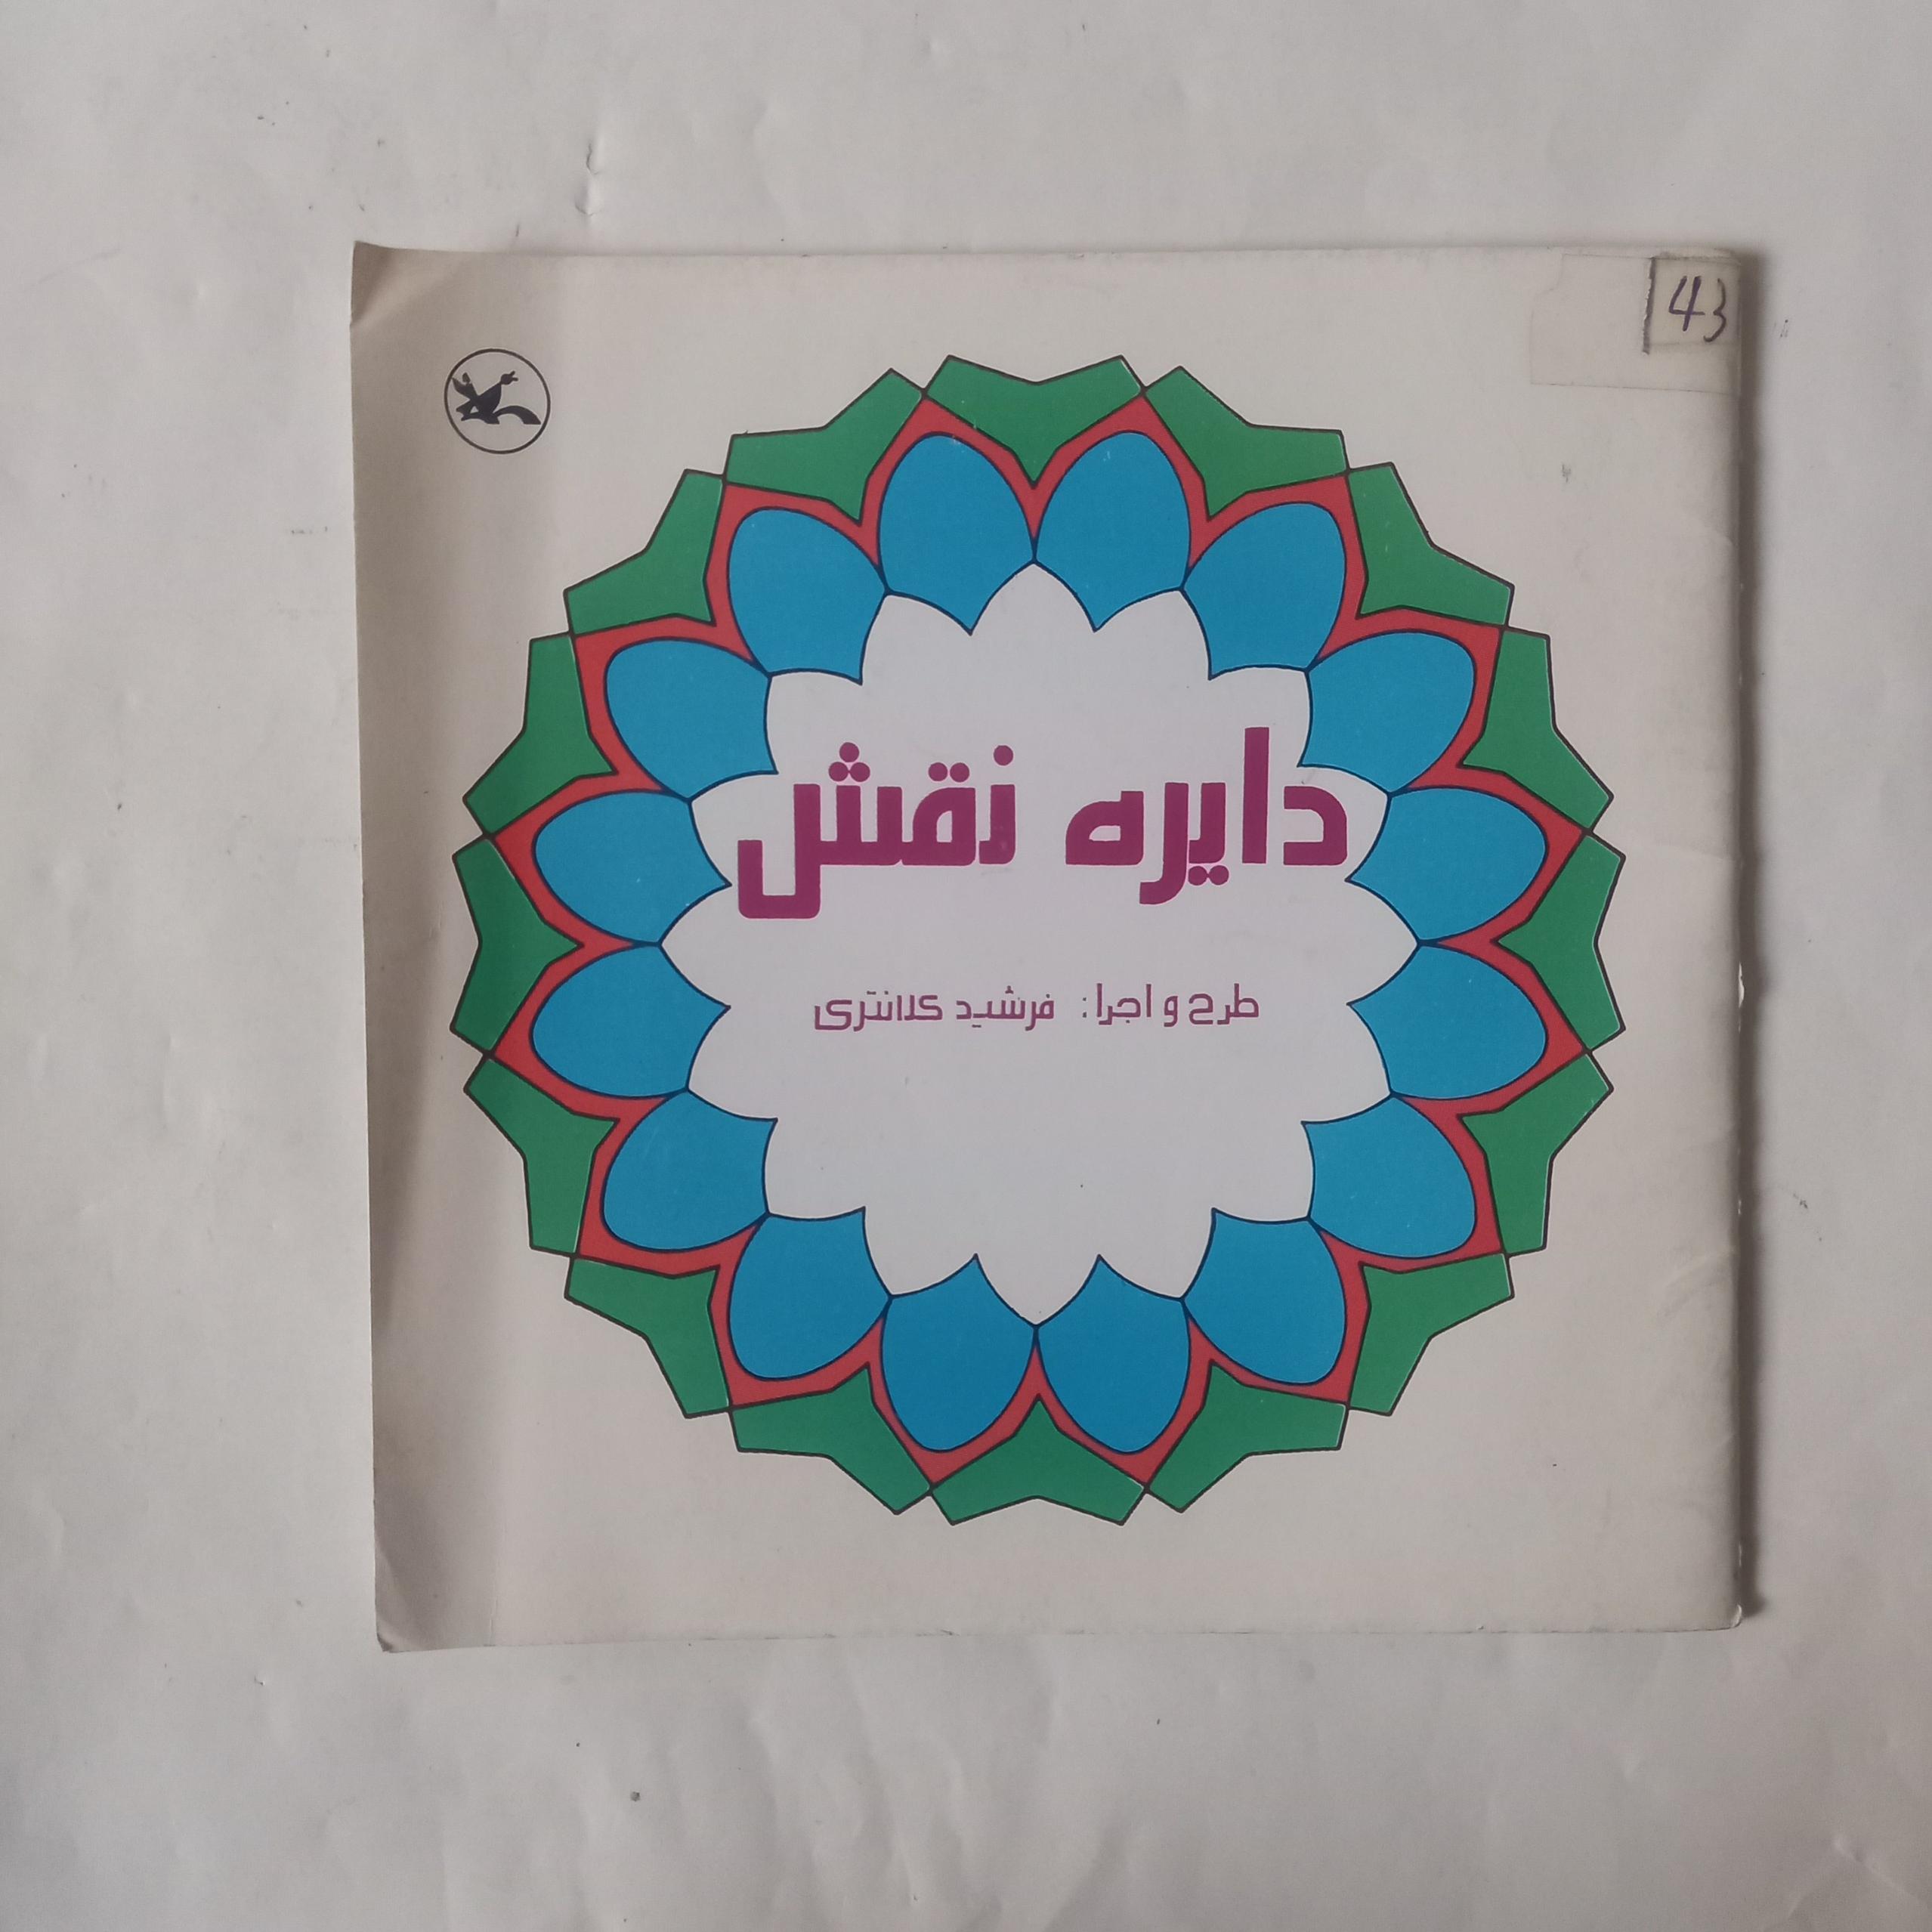 43
دایره نقش
طرح و اجرا: فرشید کلانتری